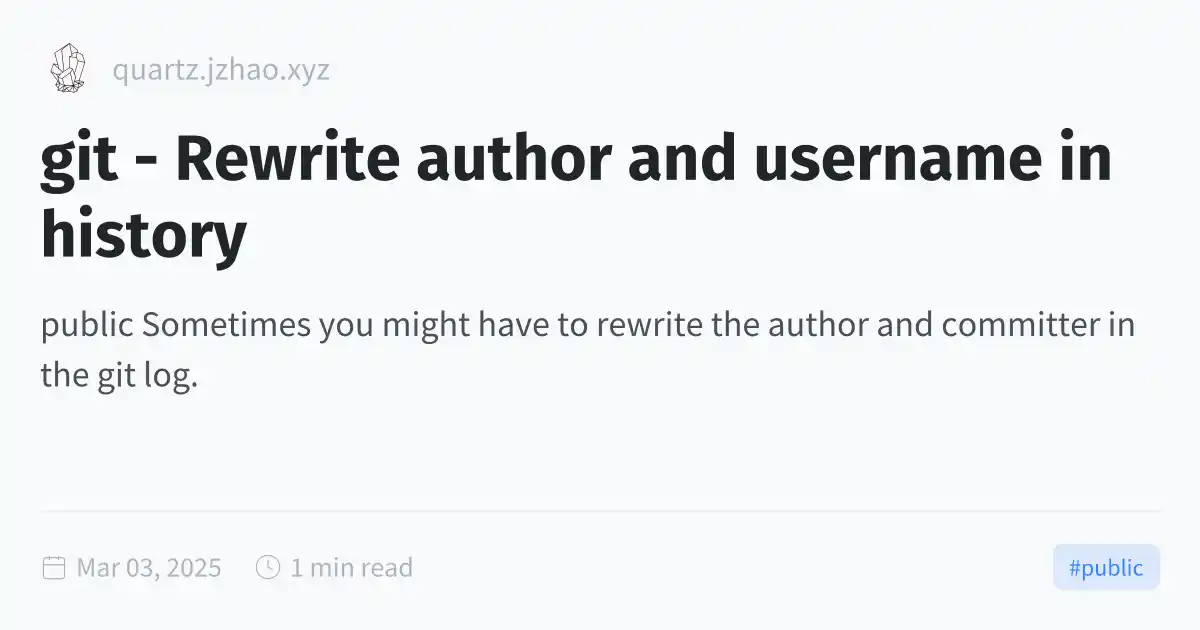 quartz.jzhao.xyz
git - Rewrite author and username in
history
public Sometimes you might have to rewrite the author and committer in
the git log.
Mar 03, 2025
1 min read
#public